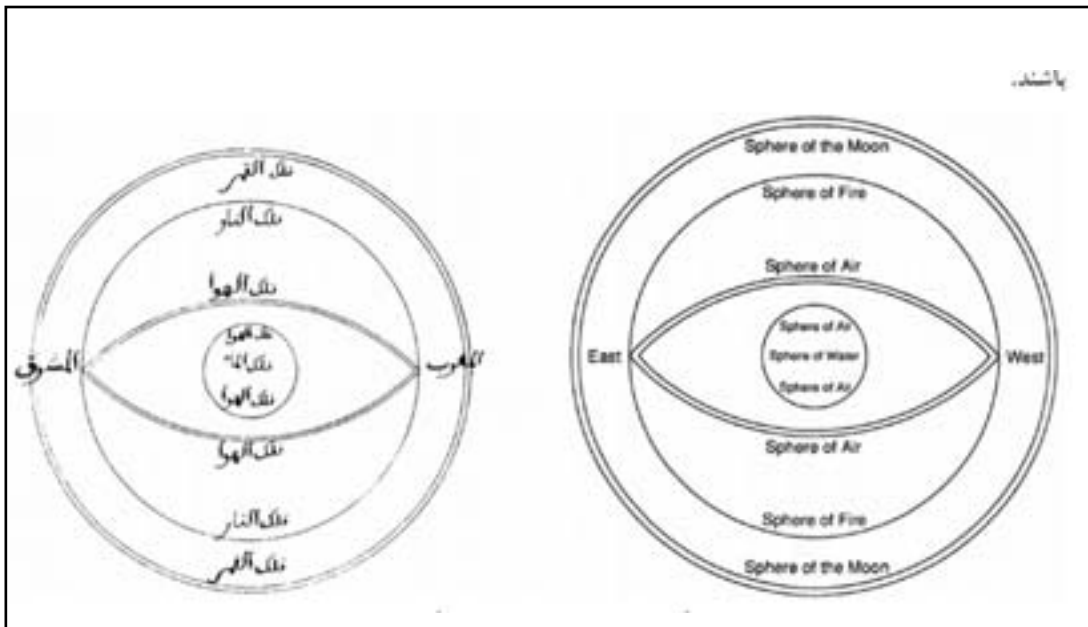 باشند.
فلك القمر
فلك النار
فلك الهوا
فلك الهوا
المشرق
فلك الما
المغرب
فلك الهوا
فلك الهوا
فلك النار
فلك القمر
Sphere of the Moon
Sphere of Fire
Sphere of Air
Sphere of Air
East
Sphere of Water
West
Sphere of Air
Sphere of Air
Sphere of Fire
Sphere of the Moon